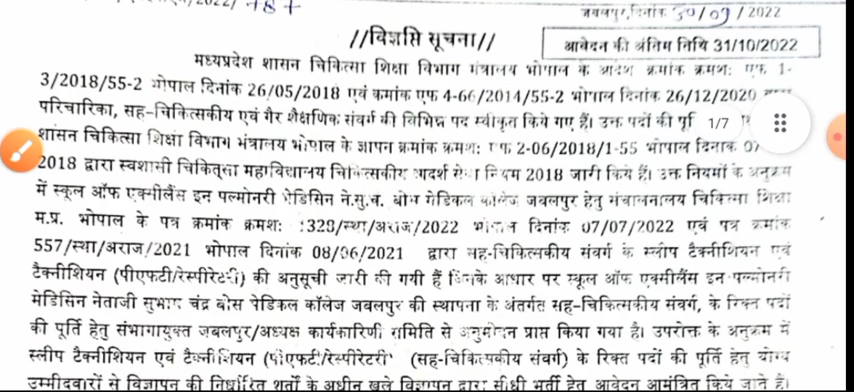 787
जबलपुर, दिनांक 30/09/2022
//विज्ञप्ति सूचना//
आवेदन की अंतिम तिथि 31/10/2022
मध्यप्रदेश शासन चिकित्सा शिक्षा विभाग मंत्रालय भोपाल के आदेश क्रमांक क्रमशः एफ 1-
3/2018/55-2 भोपाल दिनांक 26/05/2018 एवं कमांक एफ 4-66/2014/55-2 भोपाल दिनांक 26/12/2020
परिचारिका, सह-चिकित्सकीय एवं गैर शैक्षणिक संवर्ग की विभिन्न पद स्वीकृत किये गए हैं। उक्त पदों की पूर्ति
1/7
शासन चिकित्सा शिक्षा विभाग मंत्रालय भोपाल के ज्ञापन क्रमांक क्रमशः एफ 2-06/2018/1-55 भोपाल दिनांक
2018 द्वारा स्वशासी चिकित्सा महाविद्यालय चिकित्सकीय आदर्श सेवा नियम 2018 जारी किये हैं। उक्त नियमों के अनुक्रम
में स्कूल ऑफ एक्सीलैंस इन पल्मोनरी मेडिसिन ने.सु.च. बोस मेडिकल कॉलेज जबलपुर हेतु संचालनालय चिकित्सा शिक्षा
म.प्र. भोपाल के पत्र क्रमांक क्रमशः 1328/स्था/अराज/2022 भोपाल दिनांक 07/07/2022 एवं पत्र क्रमांक
557/स्था/अराज/2021 भोपाल दिनांक 08/06/2021 द्वारा सह-चिकित्सकीय संवर्ग के स्लीप टैक्नीशियन एवं
टैक्नीशियन (पीएफटी/रेस्पीरेटरी) की अनुसूची जारी की गयी हैं जिनके आधार पर स्कूल ऑफ एक्सीलैंस इन पल्मोनरी
मेडिसिन नेताजी सुभाष चंद्र बोस मेडिकल कॉलेज जबलपुर की स्थापना के अंतर्गत सह-चिकित्सकीय संवर्ग, के रिक्त पदों
की पूर्ति हेतु संभागायुक्त जबलपुर/अध्यक्ष कार्यकारिणी समिति से अनुमोदन प्राप्त किया गया है। उपरोक्त के अनुक्रम में
स्लीप टैक्नीशियन एवं टैक्नीशियन (पीएफटी/रेस्पीरेटरी) (सह-चिकित्सकीय संवर्ग) के रिक्त पदों की पूर्ति हेतु योग्य
उम्मीदवारों से विज्ञापन की निर्धारित शर्तों के अधीन खुले विज्ञापन द्वारा सीधी भर्ती हेतु आवेदन आमंत्रित किये जाते है।